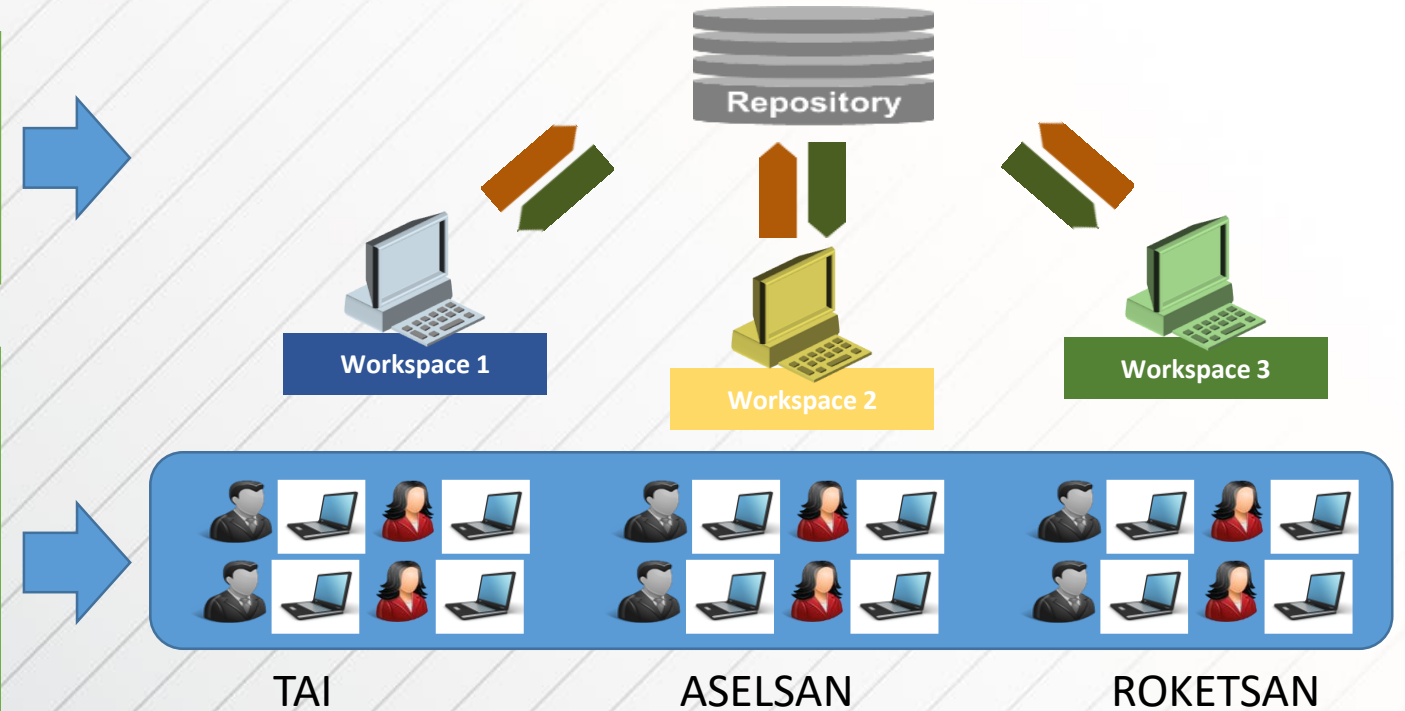 Repository
Workspace 1
Workspace 2
Workspace 3
TAI
ASELSAN
ROKETSAN